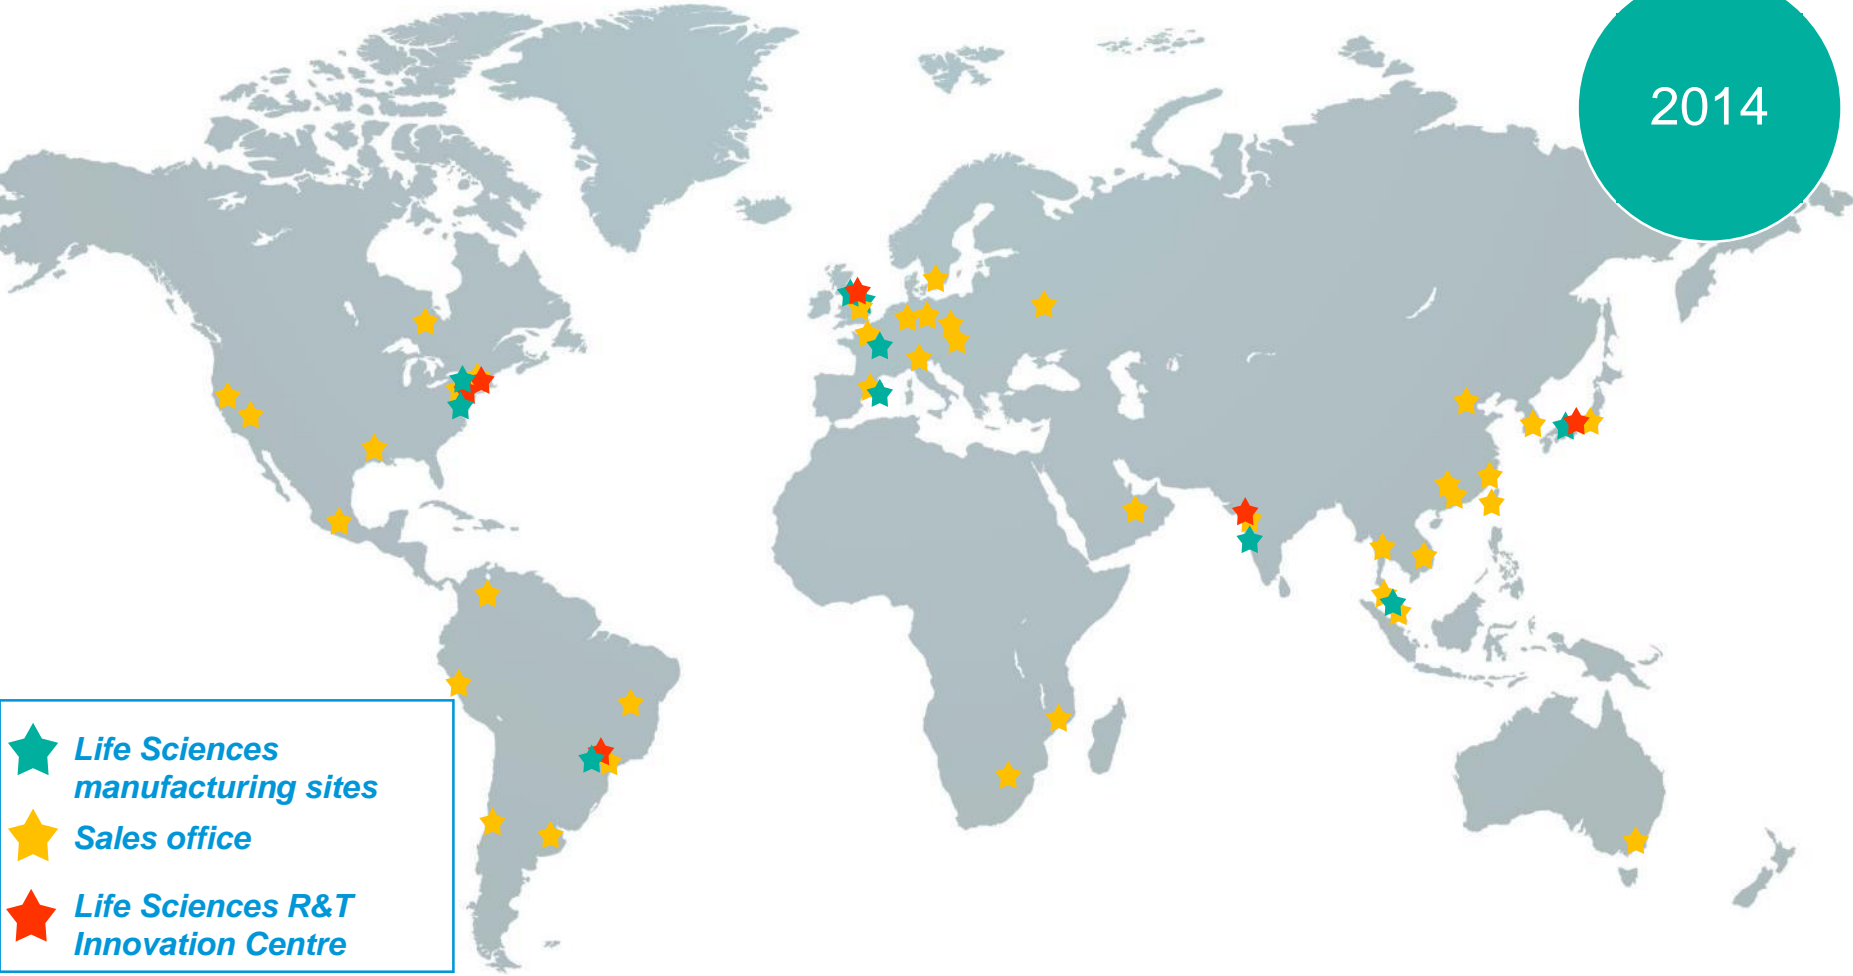 2014
Life Sciences
manufacturing sites
Sales office
Life Sciences R&T
Innovation Centre